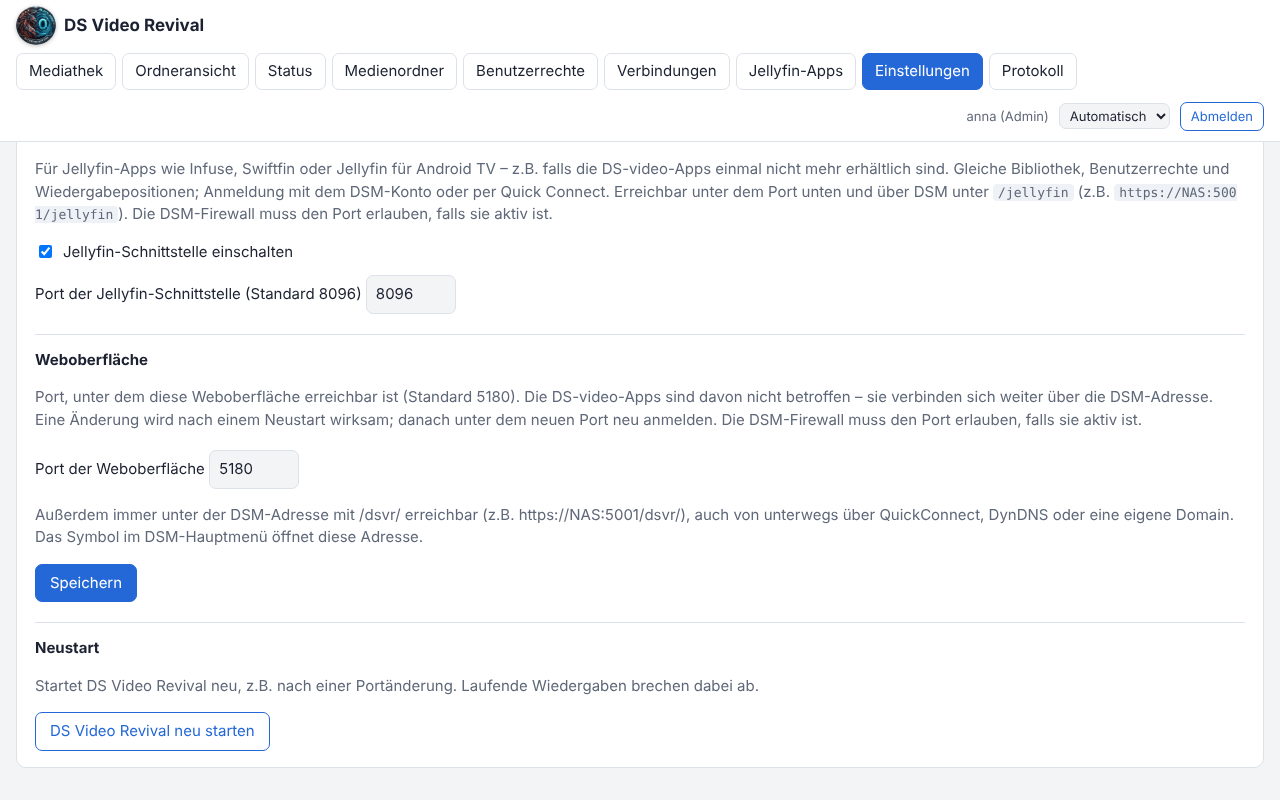 DS Video Revival
Mediathek Ordneransicht Status Medienordner Benutzerrechte Verbindungen Jellyfin-Apps Einstellungen Protokoll
anna (Admin) Automatisch Abmelden
Für Jellyfin-Apps wie Infuse, Swiftfin oder Jellyfin für Android TV – z.B. falls die DS-video-Apps einmal nicht mehr erhältlich sind. Gleiche Bibliothek, Benutzerrechte und
Wiedergabepositionen; Anmeldung mit dem DSM-Konto oder per Quick Connect. Erreichbar unter dem Port unten und über DSM unter /jellyfin (z.B. https://NAS:500
1/jellyfin). Die DSM-Firewall muss den Port erlauben, falls sie aktiv ist.
Jellyfin-Schnittstelle einschalten
Port der Jellyfin-Schnittstelle (Standard 8096) 8096
Weboberfläche
Port, unter dem diese Weboberfläche erreichbar ist (Standard 5180). Die DS-video-Apps sind davon nicht betroffen – sie verbinden sich weiter über die DSM-Adresse.
Eine Änderung wird nach einem Neustart wirksam; danach unter dem neuen Port neu anmelden. Die DSM-Firewall muss den Port erlauben, falls sie aktiv ist.
Port der Weboberfläche 5180
Außerdem immer unter der DSM-Adresse mit /dsvr/ erreichbar (z.B. https://NAS:5001/dsvr/), auch von unterwegs über QuickConnect, DynDNS oder eine eigene Domain.
Das Symbol im DSM-Hauptmenü öffnet diese Adresse.
Speichern
Neustart
Startet DS Video Revival neu, z.B. nach einer Portänderung. Laufende Wiedergaben brechen dabei ab.
DS Video Revival neu starten